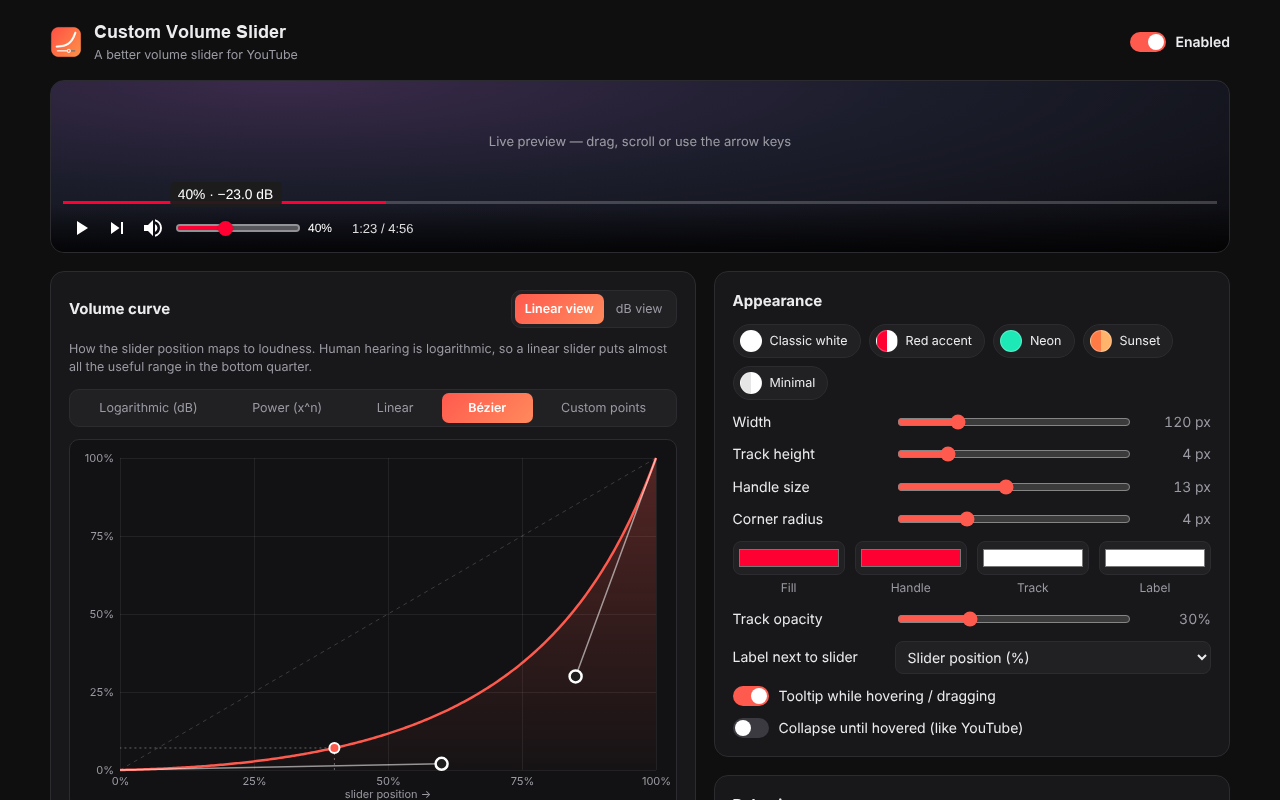 Custom Volume Slider
A better volume slider for YouTube
Enabled
Live preview — drag, scroll or use the arrow keys
40% · −23.0 dB
40%
1:23 / 4:56
Volume curve
Linear view
dB view
How the slider position maps to loudness. Human hearing is logarithmic, so a linear slider puts almost
all the useful range in the bottom quarter.
Logarithmic (dB)
Power (x^n)
Linear
Bézier
Custom points
100%
75%
50%
25%
0%
0%
25%
50%
75%
100%
slider position →
Appearance
Classic white
Red accent
Neon
Sunset
Minimal
Width
120 px
Track height
4 px
Handle size
13 px
Corner radius
4 px
Fill
Handle
Track
Label
Track opacity
30%
Label next to slider
Slider position (%)
Tooltip while hovering / dragging
Collapse until hovered (like YouTube)